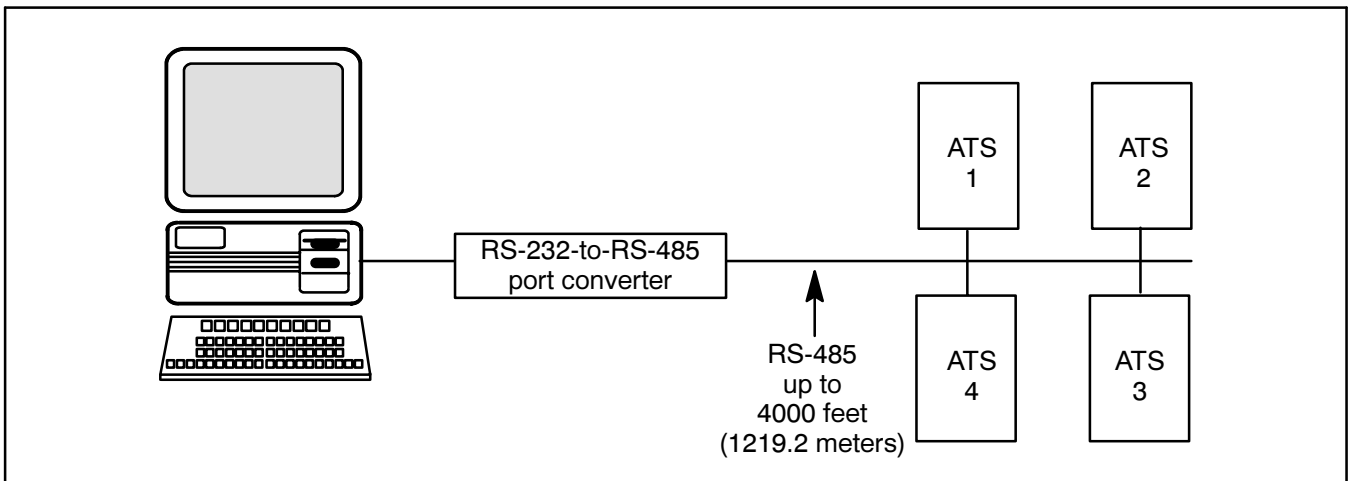 RS-232-to-RS-485
port converter
RS-485
up to
4000 feet
(1219.2 meters)
ATS
1
ATS
2
ATS
4
ATS
3